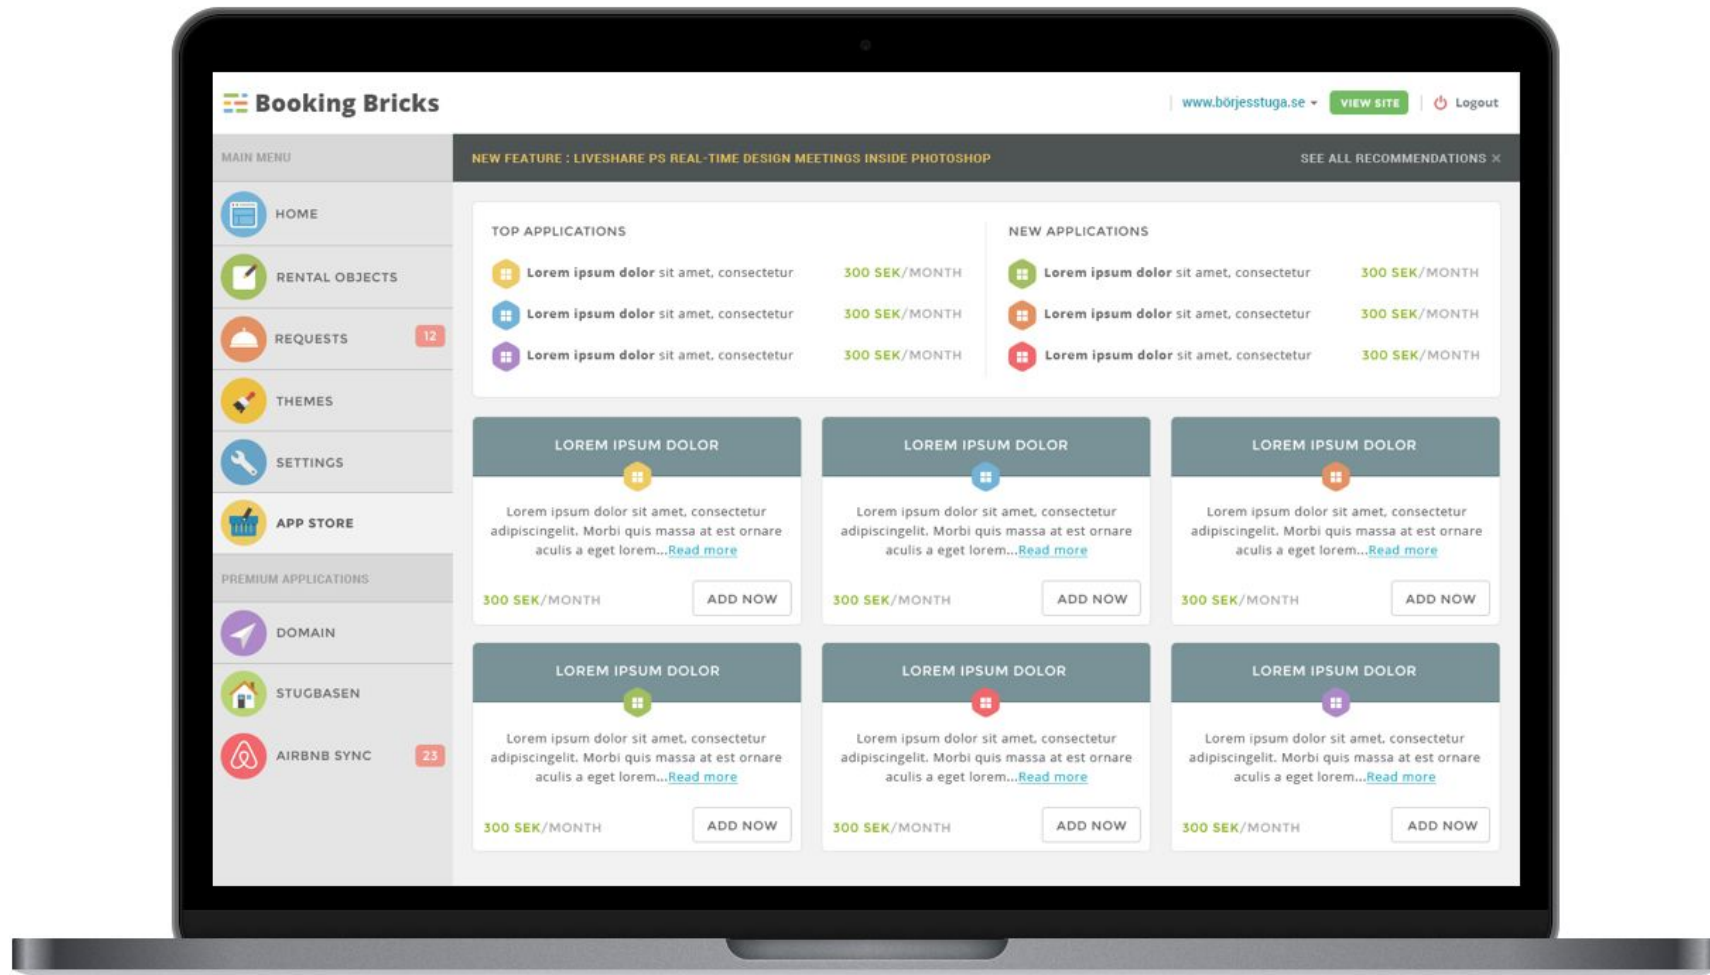 Booking Bricks
www.börjesstuga.se
VIEW SITE
Logout
MAIN MENU
HOME
RENTAL OBJECTS
REQUESTS 12
THEMES
SETTINGS
APP STORE
PREMIUM APPLICATIONS
DOMAIN
STUGBASEN
AIRBNB SYNC 23
NEW FEATURE : LIVESHARE PS REAL-TIME DESIGN MEETINGS INSIDE PHOTOSHOP
SEE ALL RECOMMENDATIONS ×
TOP APPLICATIONS
Lorem ipsum dolor sit amet, consectetur 300 SEK/MONTH
Lorem ipsum dolor sit amet, consectetur 300 SEK/MONTH
Lorem ipsum dolor sit amet, consectetur 300 SEK/MONTH
NEW APPLICATIONS
Lorem ipsum dolor sit amet, consectetur 300 SEK/MONTH
Lorem ipsum dolor sit amet, consectetur 300 SEK/MONTH
Lorem ipsum dolor sit amet, consectetur 300 SEK/MONTH
LOREM IPSUM DOLOR
Lorem ipsum dolor sit amet, consectetur
adipiscingelit. Morbi quis massa at est ornare
aculis a eget lorem...Read more
300 SEK/MONTH ADD NOW
LOREM IPSUM DOLOR
Lorem ipsum dolor sit amet, consectetur
adipiscingelit. Morbi quis massa at est ornare
aculis a eget lorem...Read more
300 SEK/MONTH ADD NOW
LOREM IPSUM DOLOR
Lorem ipsum dolor sit amet, consectetur
adipiscingelit. Morbi quis massa at est ornare
aculis a eget lorem...Read more
300 SEK/MONTH ADD NOW
LOREM IPSUM DOLOR
Lorem ipsum dolor sit amet, consectetur
adipiscingelit. Morbi quis massa at est ornare
aculis a eget lorem...Read more
300 SEK/MONTH ADD NOW
LOREM IPSUM DOLOR
Lorem ipsum dolor sit amet, consectetur
adipiscingelit. Morbi quis massa at est ornare
aculis a eget lorem...Read more
300 SEK/MONTH ADD NOW
LOREM IPSUM DOLOR
Lorem ipsum dolor sit amet, consectetur
adipiscingelit. Morbi quis massa at est ornare
aculis a eget lorem...Read more
300 SEK/MONTH ADD NOW